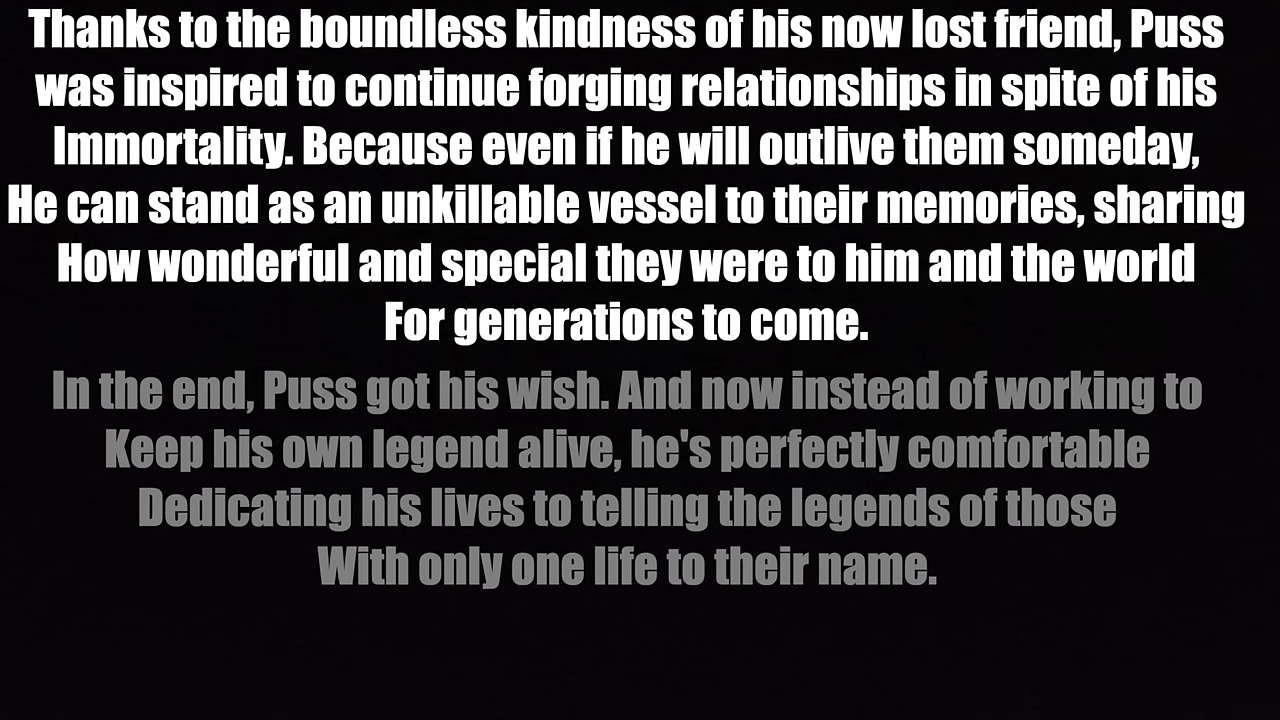 Thanks to the boundless kindness of his now lost friend, Puss
was inspired to continue forging relationships in spite of his
Immortality. Because even if he will outlive them someday,
He can stand as an unkillable vessel to their memories, sharing
How wonderful and special they were to him and the world
For generations to come.
In the end, Puss got his wish. And now instead of working to
Keep his own legend alive, he's perfectly comfortable
Dedicating his lives to telling the legends of those
With only one life to their name.